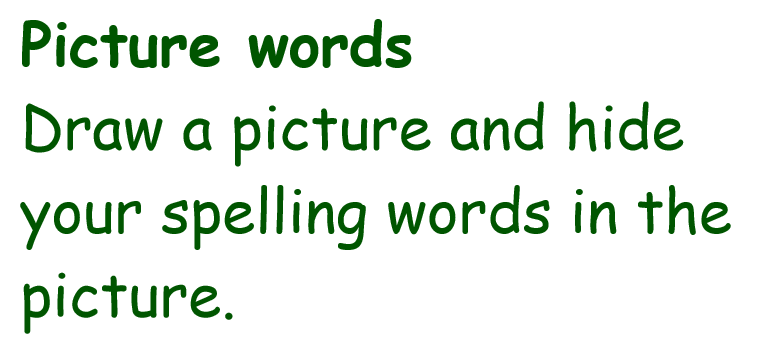 Picture words
Draw a picture and hide
your spelling words in the
picture.